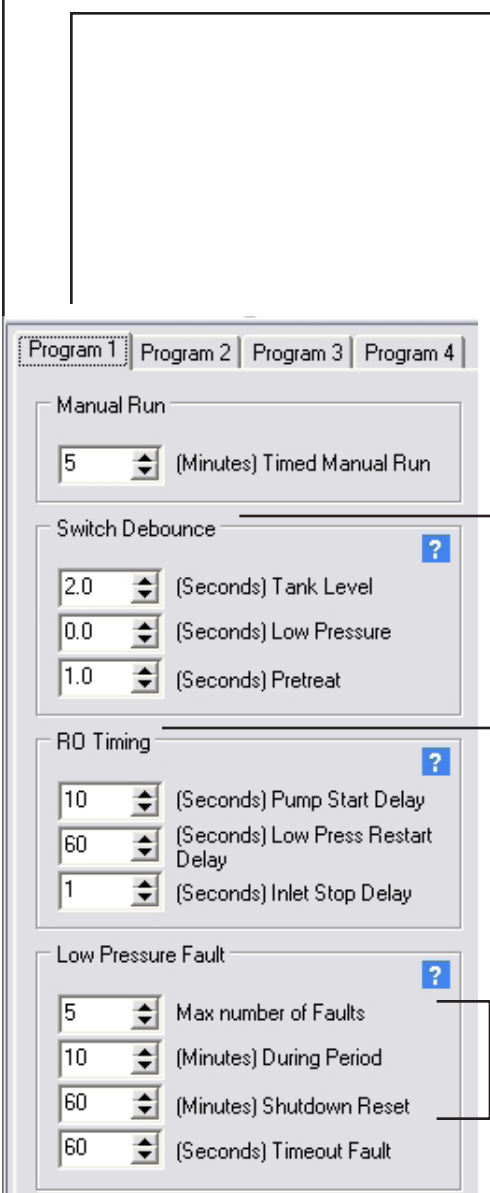 Program 1 Program 2 Program 3 Program 4
Manual Run
5 (Minutes) Timed Manual Run
Switch Debounce
?
2.0 (Seconds) Tank Level
0.0 (Seconds) Low Pressure
1.0 (Seconds) Pretreat
RO Timing
?
10 (Seconds) Pump Start Delay
60 (Seconds) Low Press Restart
Delay
1 (Seconds) Inlet Stop Delay
Low Pressure Fault
?
5 Max number of Faults
10 (Minutes) During Period
60 (Minutes) Shutdown Reset
60 (Seconds) Timeout Fault